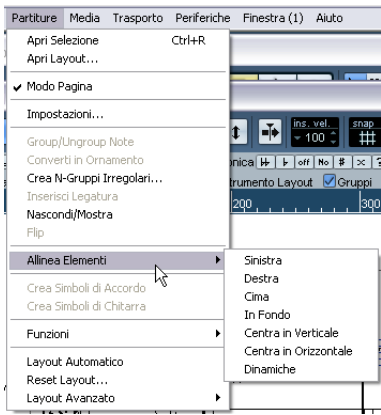 Partiture Media Trasporto Periferiche Finestra (1) Aiuto
Apri Selezione Ctrl+R
Apri Layout...
Modo Pagina
Impostazioni...
ins. vel. snap
100
Group/Ungroup Note
Converti in Ornamento
nica off No # x ?
Crea N-Gruppi Irregolari...
trumento Layout Gruppi
Inserisci Legatura
Nascondi/Mostra
200 300
Flip
Allinea Elementi
Sinistra
Destra
Cima
In Fondo
Centra in Verticale
Centra in Orizzontale
Dinamiche
Crea Simboli di Accordo
Crea Simboli di Chitarra
Funzioni
Layout Automatico
Reset Layout...
Layout Avanzato